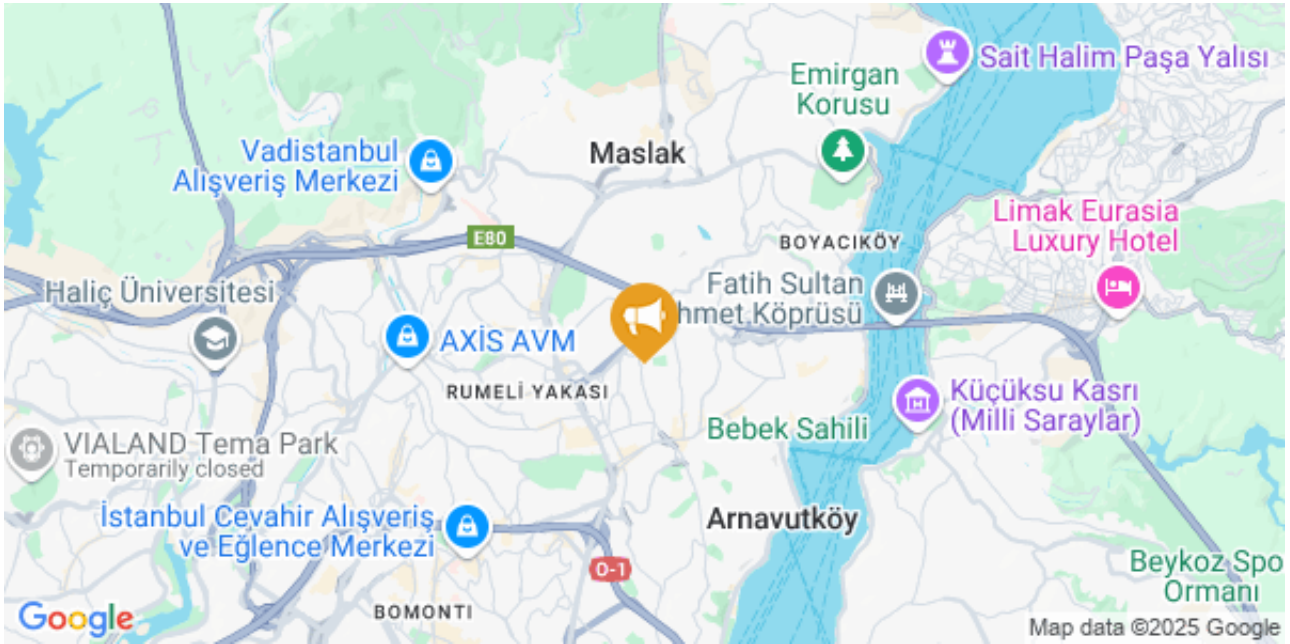 Sait Halim Paşa Yalısı
Emirgan
Korusu
Maslak
Vadistanbul
Alışveriş Merkezi
Limak Eurasia
Luxury Hotel
E80
BOYACIKÖY
Haliç Üniversitesi
Fatih Sultan
hmet Köprüsü
AXİS AVM
RUMELİ YAKASI
Küçüksu Kasrı
(Milli Saraylar)
Bebek Sahili
VIALAND Tema Park
Temporarily closed
İstanbul Cevahir Alışveriş
ve Eğlence Merkezi
Arnavutköy
O-1
Beykoz Spo
Ormanı
BOMONTI
Google
Map data ©2025 Google